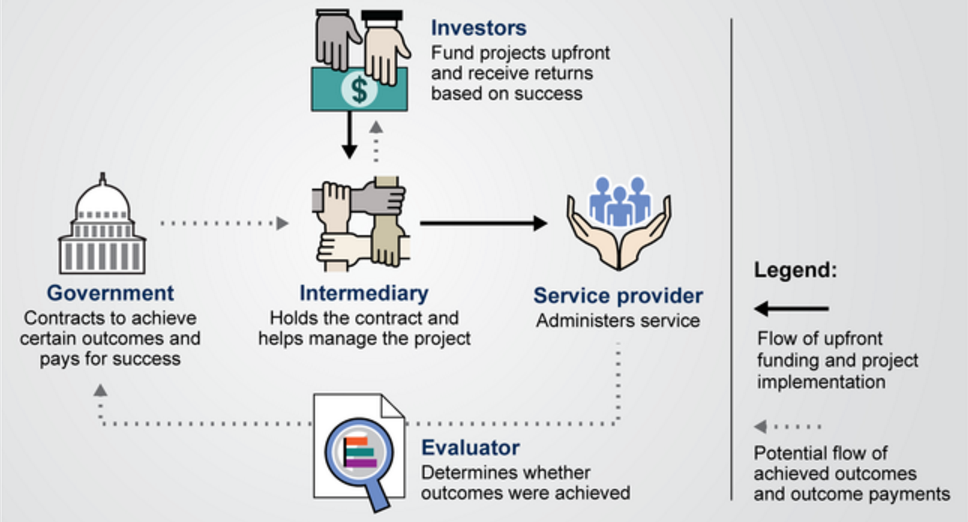 Investors
Fund projects upfront
and receive returns
based on success
$
Government
Contracts to achieve
certain outcomes and
pays for success
Intermediary
Holds the contract and
helps manage the project
Service provider
Administers service
Evaluator
Determines whether
outcomes were achieved
Legend:
Flow of upfront
funding and project
implementation
Potential flow of
achieved outcomes
and outcome payments